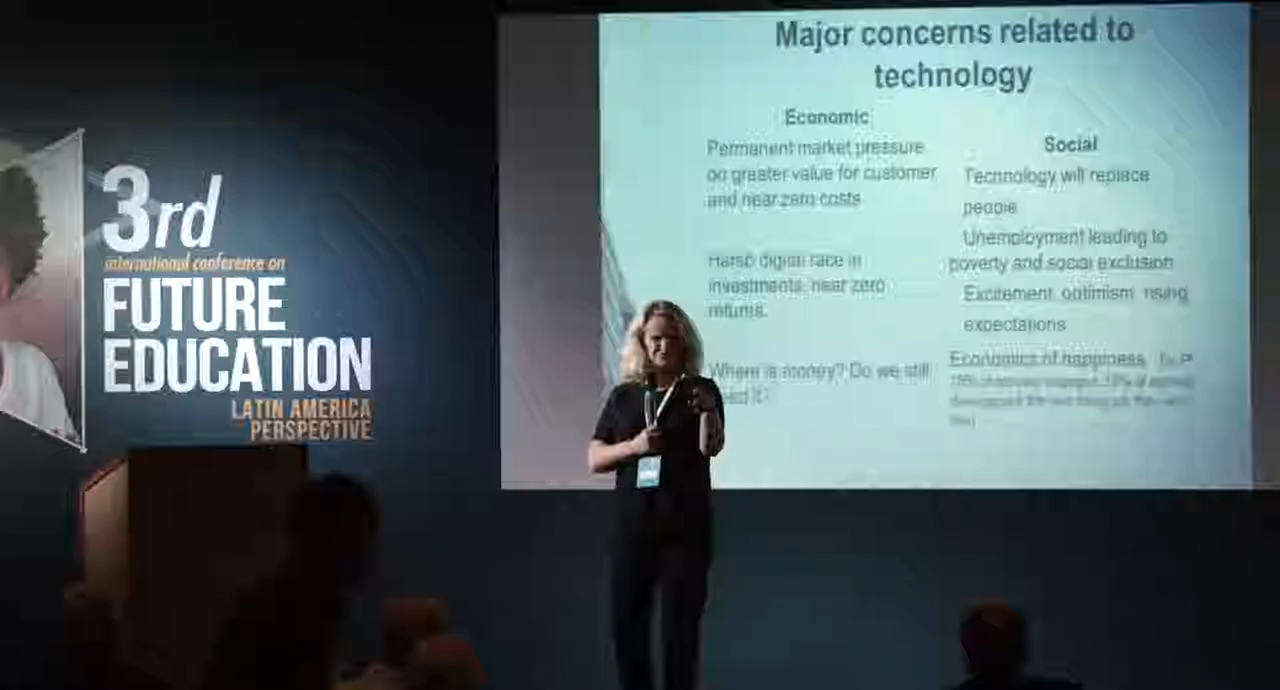 3rd
international conference on
FUTURE
EDUCATION
LATIN AMERICA
PERSPECTIVE
Major concerns related to
technology
Economic
Permanent market pressure
on greater value for customer
and near zero costs
Harsh digital race in
investments, near zero
returns.
Where is money? Do we still
Social
Technology will replace
people
Unemployment leading to
poverty and social exclusion
Excitement, optimism, rising
expectations
Economics of happiness